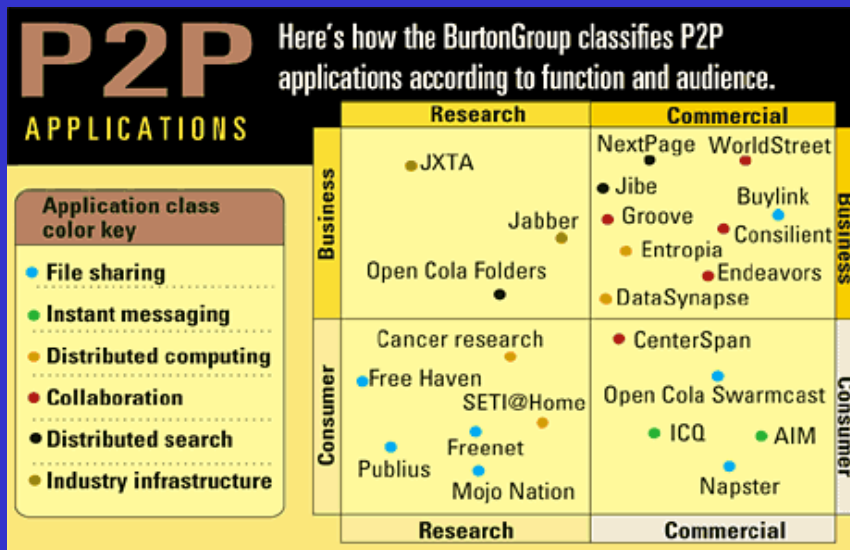 P2P
APPLICATIONS
Here's how the BurtonGroup classifies P2P
applications according to function and audience.
Application class
color key
File sharing
Instant messaging
Distributed computing
Collaboration
Distributed search
Industry infrastructure
Research
Commercial
Business
JXTA
Jabber
Open Cola Folders
NextPage
WorldStreet
Jibe
Buylink
Groove
Consilient
Entropia
Endeavors
DataSynapse
Business
Consumer
Cancer research
Free Haven
SETI@Home
Freenet
Publius
Mojo Nation
CenterSpan
Open Cola Swarmcast
ICQ
AIM
Napster
Consumer
Research
Commercial